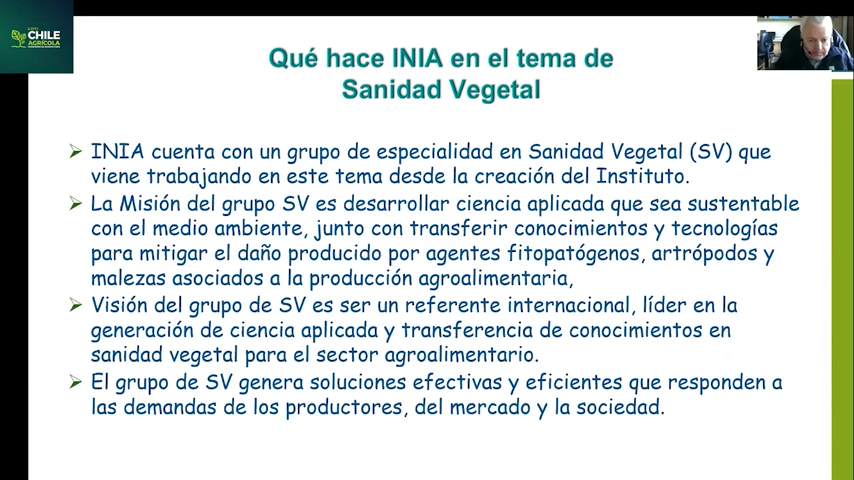 CHILE
AGRÍCOLA
Qué hace INIA en el tema de
Sanidad Vegetal
➢ INIA cuenta con un grupo de especialidad en Sanidad Vegetal (SV) que
viene trabajando en este tema desde la creación del Instituto.
➢ La Misión del grupo SV es desarrollar ciencia aplicada que sea sustentable
con el medio ambiente, junto con transferir conocimientos y tecnologías
para mitigar el daño producido por agentes fitopatógenos, artrópodos y
malezas asociados a la producción agroalimentaria,
➢ Visión del grupo de SV es ser un referente internacional, líder en la
generación de ciencia aplicada y transferencia de conocimientos en
sanidad vegetal para el sector agroalimentario.
➢ El grupo de SV genera soluciones efectivas y eficientes que responden a
las demandas de los productores, del mercado y la sociedad.